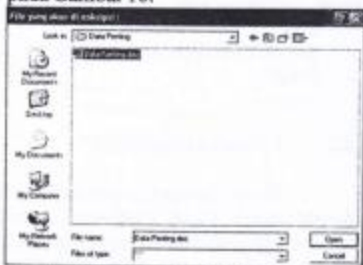 File yang akan di enkripsi !
Look in: Data Penting
Data Penting.doc
My Recent
Documents
Desktop
My Documents
My Computer
My Network
Places
File name: Data Penting.doc
Open
Files of type:
Cancel